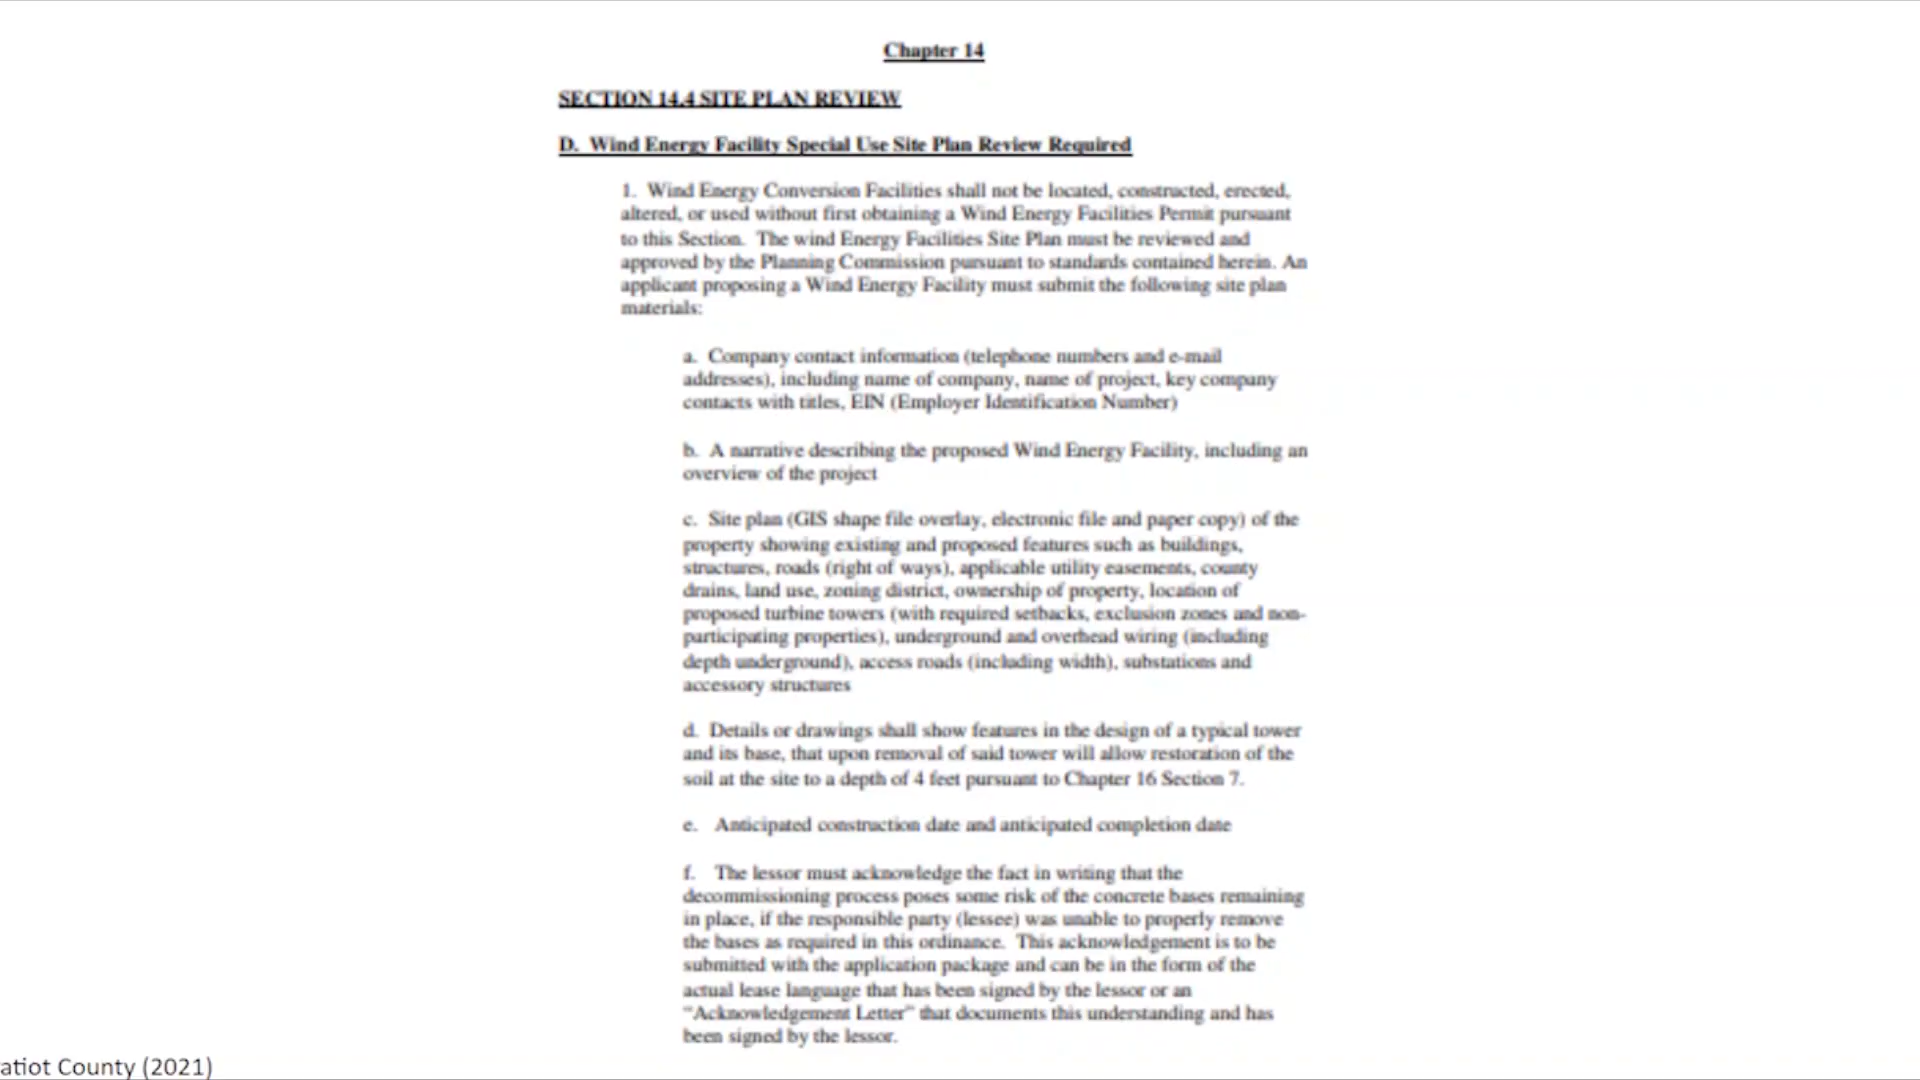 Chapter 14
SECTION 14.4 SITE PLAN REVIEW
D. Wind Energy Facility Special Use Site Plan Review Required
1. Wind Energy Conversion Facilities shall not be located, constructed, erected,
altered, or used without first obtaining a Wind Energy Facilities Permit pursuant
to this Section. The wind Energy Facilities Site Plan must be reviewed and
approved by the Planning Commission pursuant to standards contained herein. An
applicant proposing a Wind Energy Facility must submit the following site plan
materials:
a. Company contact information (telephone numbers and e-mail
addresses), including name of company, name of project, key company
contacts with titles, EIN (Employer Identification Number)
b. A narrative describing the proposed Wind Energy Facility, including an
overview of the project
c. Site plan (GIS shape file overlay, electronic file and paper copy) of the
property showing existing and proposed features such as buildings,
structures, roads (right of ways), applicable utility easements, county
drains, land use, zoning district, ownership of property, location of
proposed turbine towers (with required setbacks, exclusion zones and non-
participating properties), underground and overhead wiring (including
depth underground), access roads (including width), substations and
accessory structures
d. Details or drawings shall show features in the design of a typical tower
and its base, that upon removal of said tower will allow restoration of the
soil at the site to a depth of 4 feet pursuant to Chapter 16 Section 7.
e. Anticipated construction date and anticipated completion date
f. The lessor must acknowledge the fact in writing that the
decommissioning process poses some risk of the concrete bases remaining
in place, if the responsible party (lessee) was unable to properly remove
the bases as required in this ordinance. This acknowledgement is to be
submitted with the application package and can be in the form of the
actual lease language that has been signed by the lessor or an
"Acknowledgement Letter" that documents this understanding and has
been signed by the lessor.
atiot County (2021)